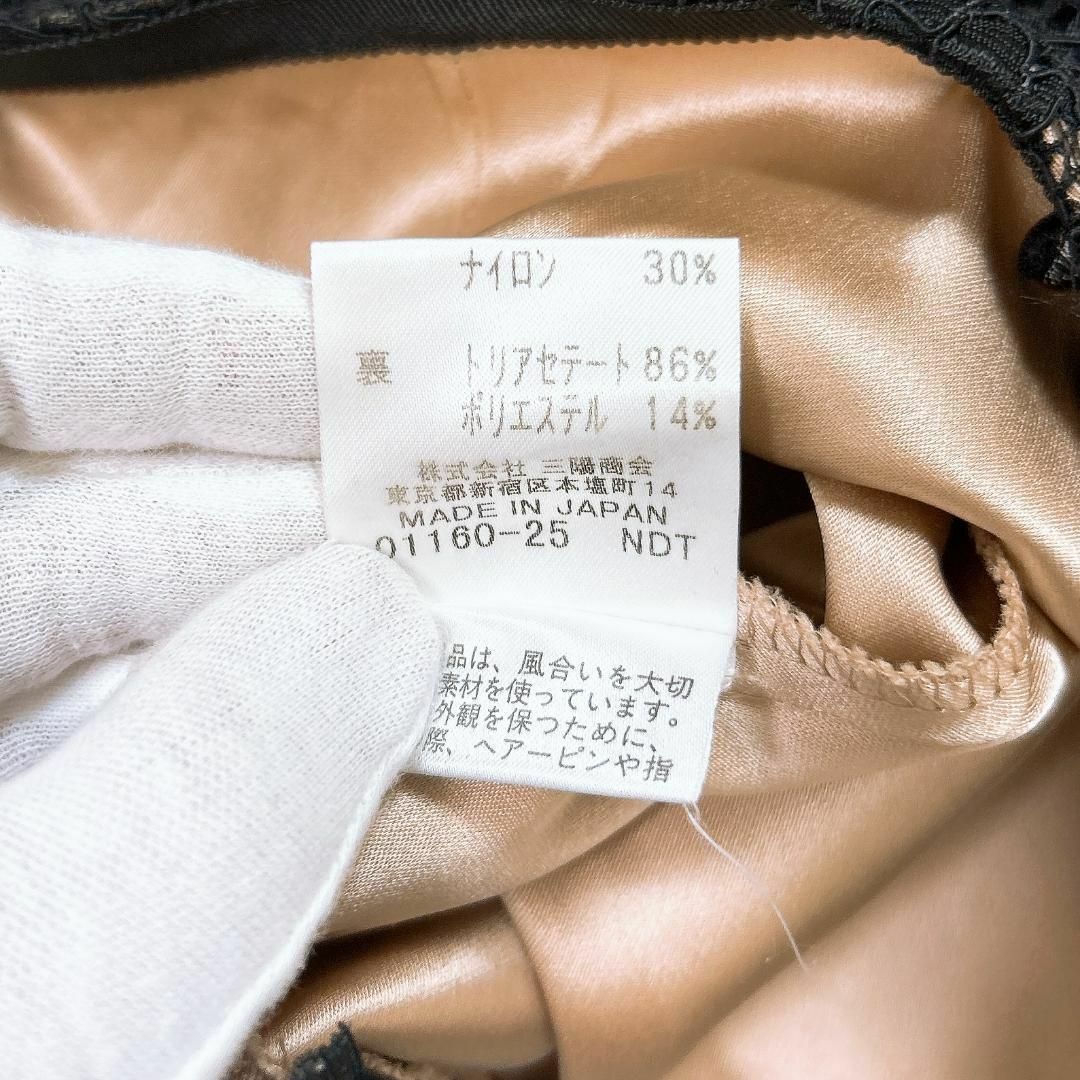 ナイロン 30%
裏 トリアセテート 86%
ポリエステル 14%
株式会社 三陽商会
東京都新宿区本塩町14
MADE IN JAPAN
01160-25 NDT
品は、風合いを大切
素材を使っています。
外観を保つために、
際、ヘアーピンや指